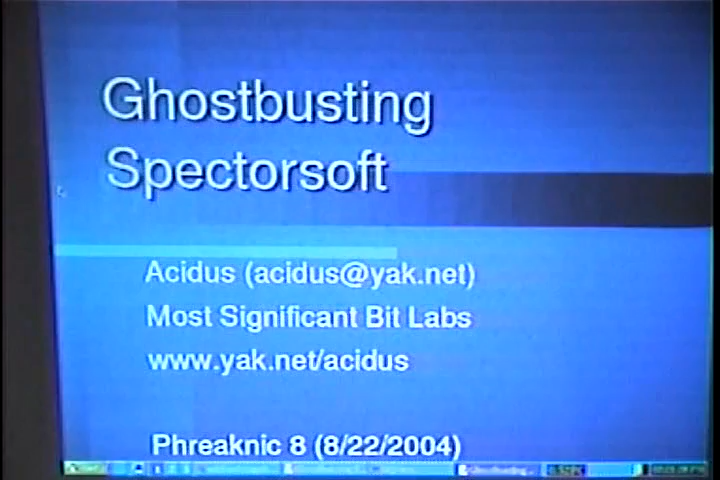 Ghostbusting
Spectorsoft
Acidus (acidus@yak.net)
Most Significant Bit Labs
www.yak.net/acidus
Phreaknic 8 (8/22/2004)